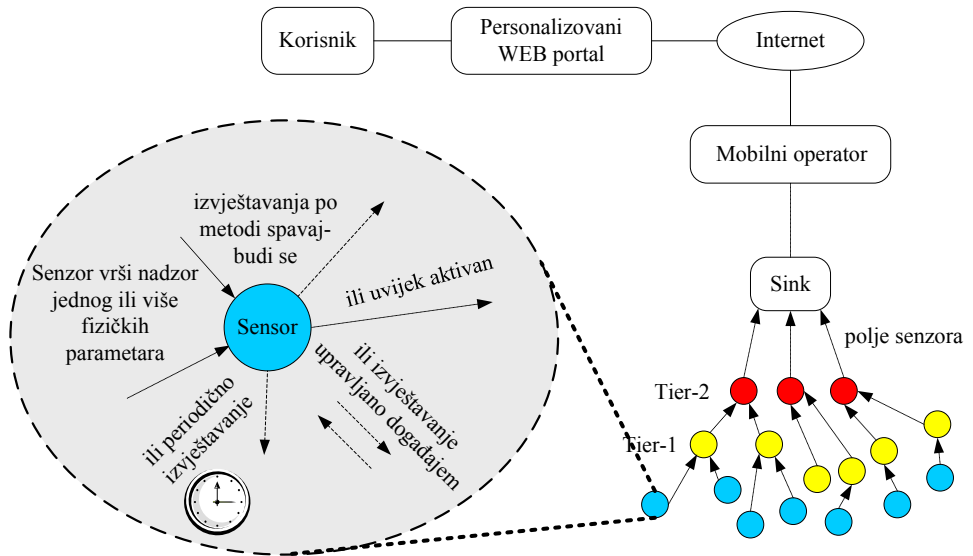 Korisnik
Personalizovani
WEB portal
Internet
Mobilni operator
izvještavanja po
metodi spavaj-
budi se
Senzor vrši nadzor
jednog ili više
fizičkih
parametara
Sensor
ili uvijek aktivan
ili periodično
izvještavanje
ili izvještavanje
upravljano događajem
Sink
polje senzora
Tier-2
Tier-1